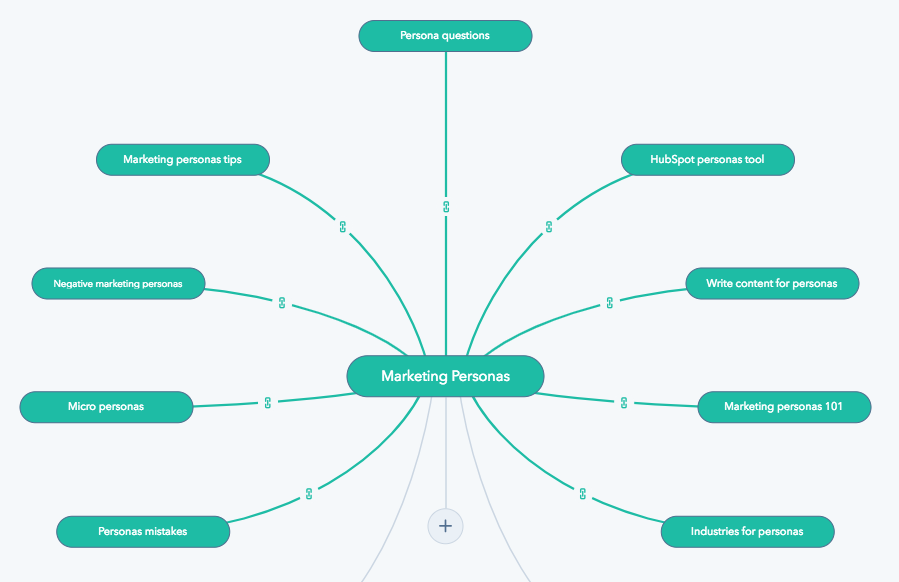 Persona questions
Marketing personas tips
HubSpot personas tool
Negative marketing personas
Write content for personas
Marketing Personas
Micro personas
Marketing personas 101
Personas mistakes
Industries for personas